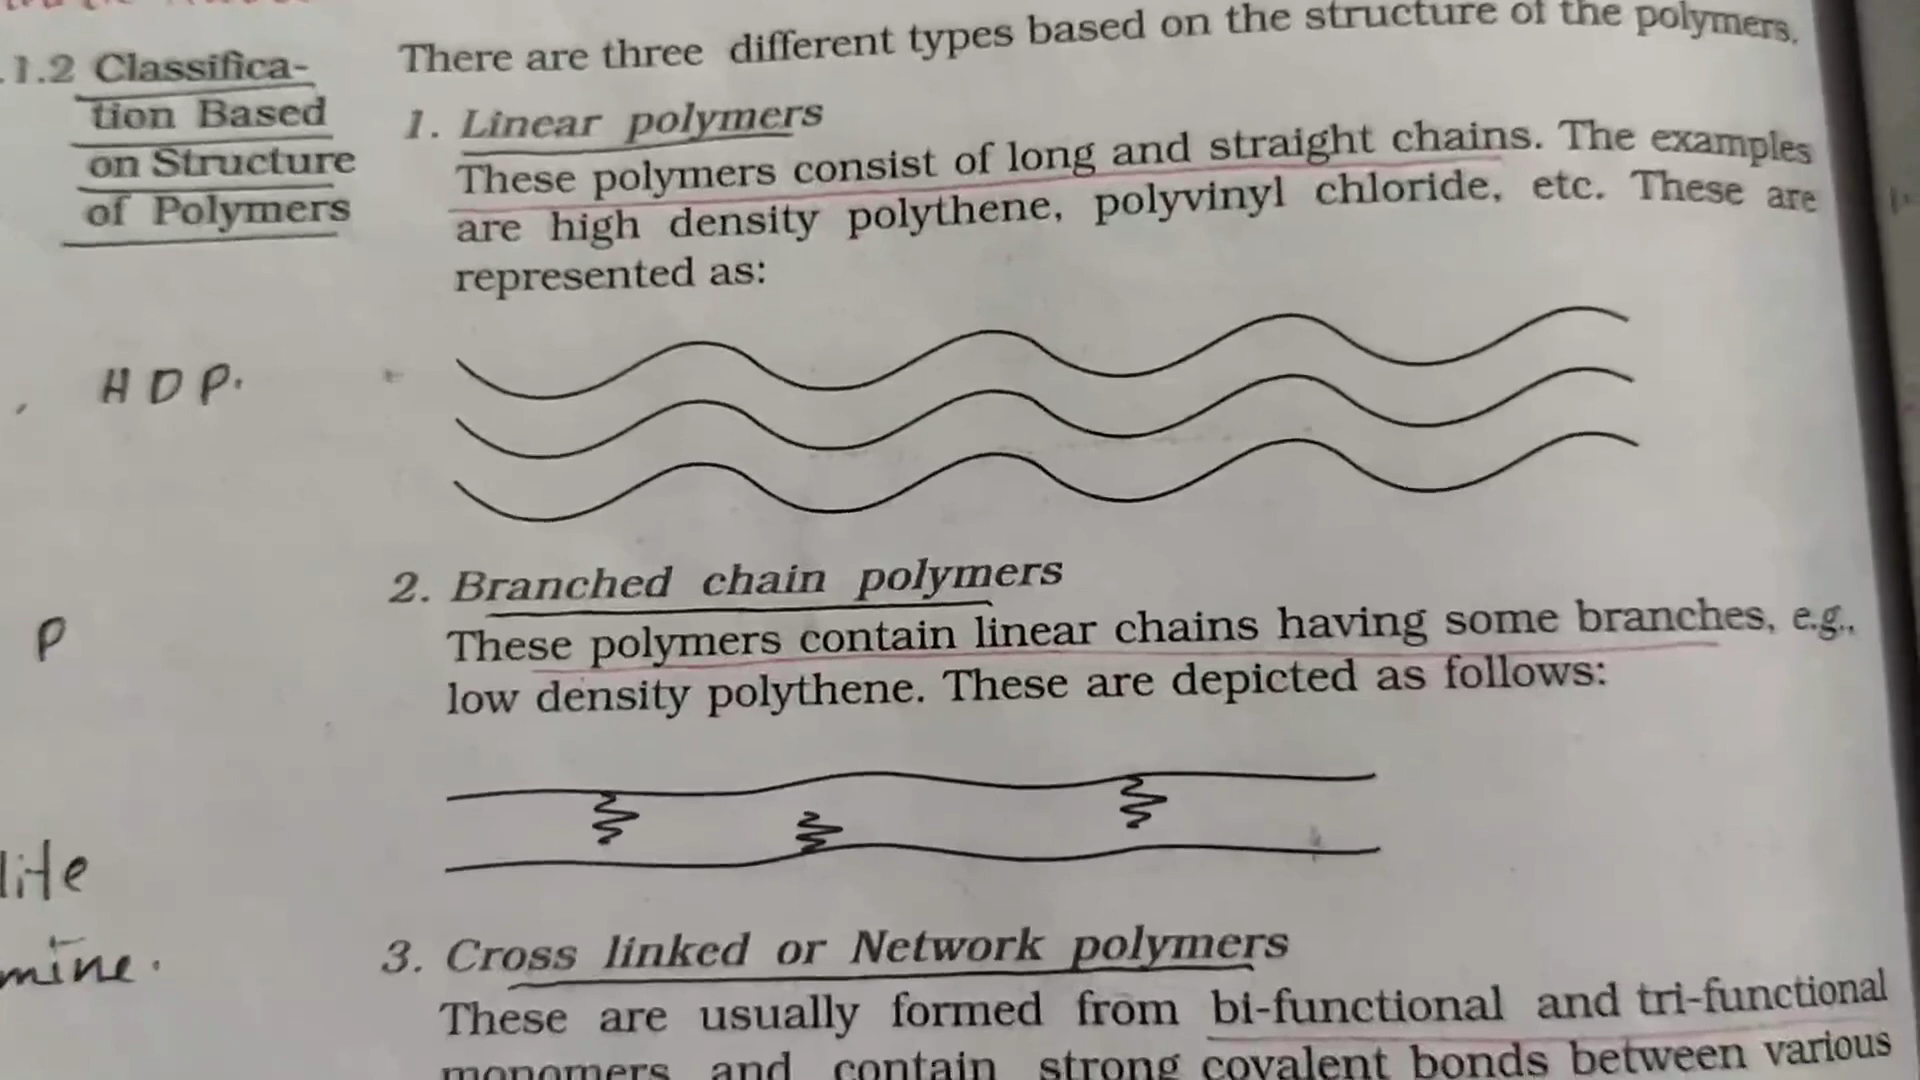 .1.2 Classifica-
tion Based
on Structure
of Polymers
There are three different types based on the structure of the polymers.
1. Linear polymers
These polymers consist of long and straight chains. The examples
are high density polythene, polyvinyl chloride, etc. These are
represented as:
HDP.
2. Branched chain polymers
These polymers contain linear chains having some branches, e.g.,
low density polythene. These are depicted as follows:
P
lite
mine.
3. Cross linked or Network polymers
These are usually formed from bi-functional and tri-functional
monomers and contain strong covalent bonds between various